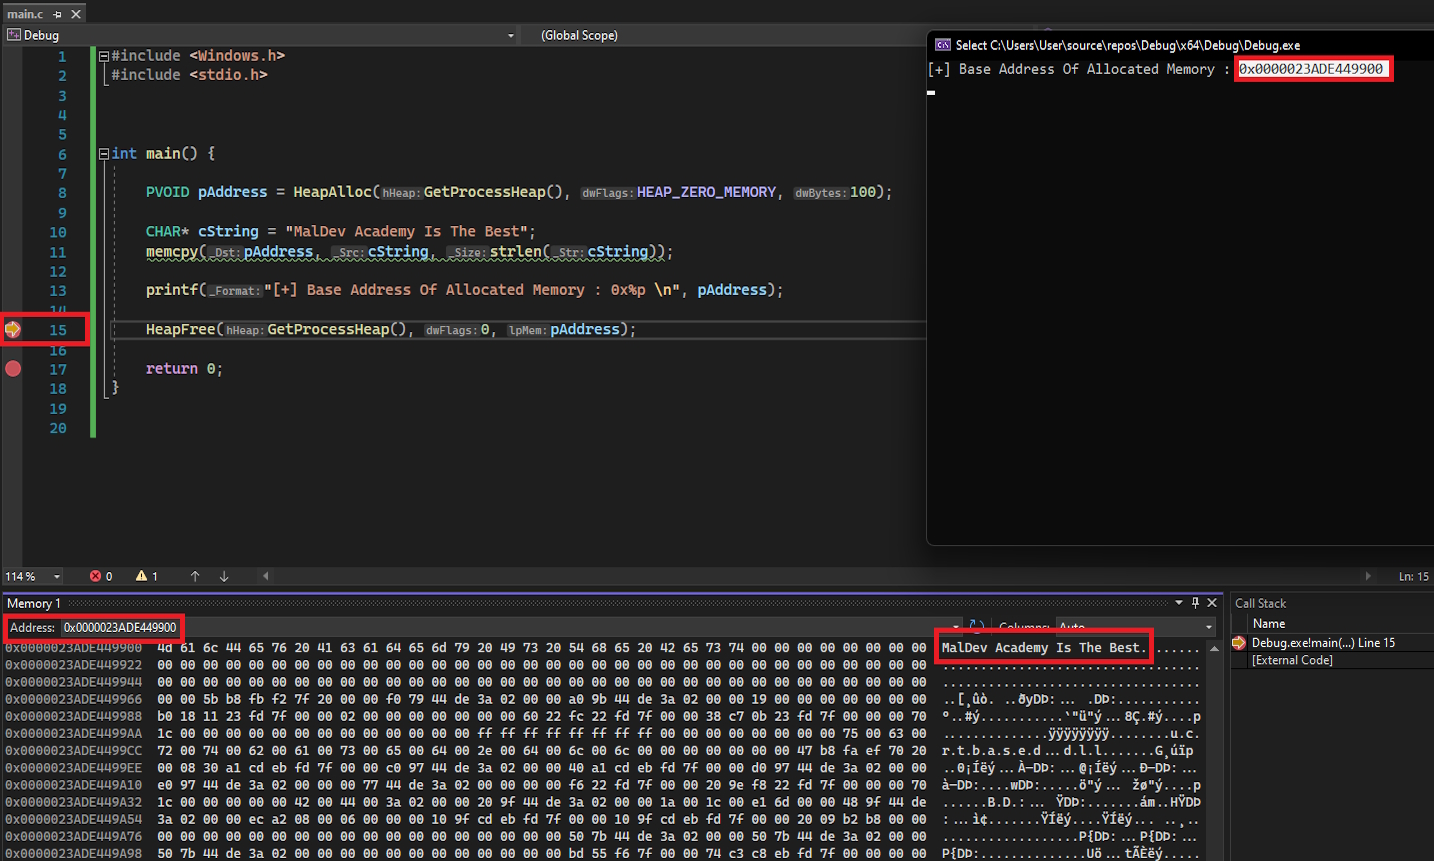 main.c
Debug
(Global Scope)
1 #include <Windows.h>
2 #include <stdio.h>
3
4
5
6 int main() {
7
8 PVOID pAddress = HeapAlloc(hHeap:GetProcessHeap(), dwFlags:HEAP_ZERO_MEMORY, dwBytes:100);
9
10 CHAR* cString = "MalDev Academy Is The Best";
11 memcpy(_Dst:pAddress, _Src:cString, _Size:strlen(_Str:cString));
12
13 printf(_Format:"[+] Base Address Of Allocated Memory : 0x%p \n", pAddress);
14
15 HeapFree(hHeap:GetProcessHeap(), dwFlags:0, lpMem:pAddress);
16
17 return 0;
18 }
19
20
Select C:\Users\User\source\repos\Debug\x64\Debug\Debug.exe
[+] Base Address Of Allocated Memory : 0x0000023ADE449900
114 %
0
1
Ln: 15
Memory 1
Address: 0x0000023ADE449900
Columns: Auto
0x0000023ADE449900 4d 61 6c 44 65 76 20 41 63 61 64 65 6d 79 20 49 73 20 54 68 65 20 42 65 73 74 00 00 00 00 00 00 00 00 MalDev Academy Is The Best........
0x0000023ADE449922 00 00 00 00 00 00 00 00 00 00 00 00 00 00 00 00 00 00 00 00 00 00 00 00 00 00 00 00 00 00 00 00 00 00 ..................................
0x0000023ADE449944 00 00 00 00 00 00 00 00 00 00 00 00 00 00 00 00 00 00 00 00 00 00 00 00 00 00 00 00 00 00 00 00 00 00 ..................................
0x0000023ADE449966 00 00 5b b8 fb f2 7f 20 00 00 f0 79 44 de 3a 02 00 00 a0 9b 44 de 3a 02 00 00 19 00 00 00 00 00 00 00
0x0000023ADE449988 b0 18 11 23 fd 7f 00 00 02 00 00 00 00 00 00 00 60 22 fc 22 fd 7f 00 00 38 c7 0b 23 fd 7f 00 00 00 70
0x0000023ADE4499AA 1c 00 00 00 00 00 00 00 00 00 00 00 00 ff ff ff ff ff ff ff ff 00 00 00 00 00 00 00 00 75 00 63 00
0x0000023ADE4499CC 72 00 74 00 62 00 61 00 73 00 65 00 64 00 2e 00 64 00 6c 00 6c 00 00 00 00 00 00 00 47 b8 fa ef 70 20
0x0000023ADE4499EE 00 08 30 a1 cd eb fd 7f 00 00 c0 97 44 de 3a 02 00 00 40 a1 cd eb fd 7f 00 00 d0 97 44 de 3a 02 00 00
0x0000023ADE449A10 e0 97 44 de 3a 02 00 00 00 77 44 de 3a 02 00 00 00 00 f6 22 fd 7f 00 00 20 9e f8 22 fd 7f 00 00 00 70
0x0000023ADE449A32 1c 00 00 00 00 00 42 00 44 00 3a 02 00 00 20 9f 44 de 3a 02 00 00 1a 00 1c 00 e1 6d 00 00 48 9f 44 de
0x0000023ADE449A54 3a 02 00 00 ec a2 08 00 06 00 00 00 10 9f cd eb fd 7f 00 00 10 9f cd eb fd 7f 00 00 20 09 b2 b8 00 00
0x0000023ADE449A76 00 00 00 00 00 00 00 00 00 00 00 00 00 00 00 00 00 00 50 7b 44 de 3a 02 00 00 50 7b 44 de 3a 02 00 00
0x0000023ADE449A98 50 7b 44 de 3a 02 00 00 00 00 00 00 00 00 00 00 00 00 bd 55 f6 7f 00 00 74 c3 c8 eb fd 7f 00 00 00 00
Call Stack
Name
Debug.exe!main(...) Line 15
[External Code]